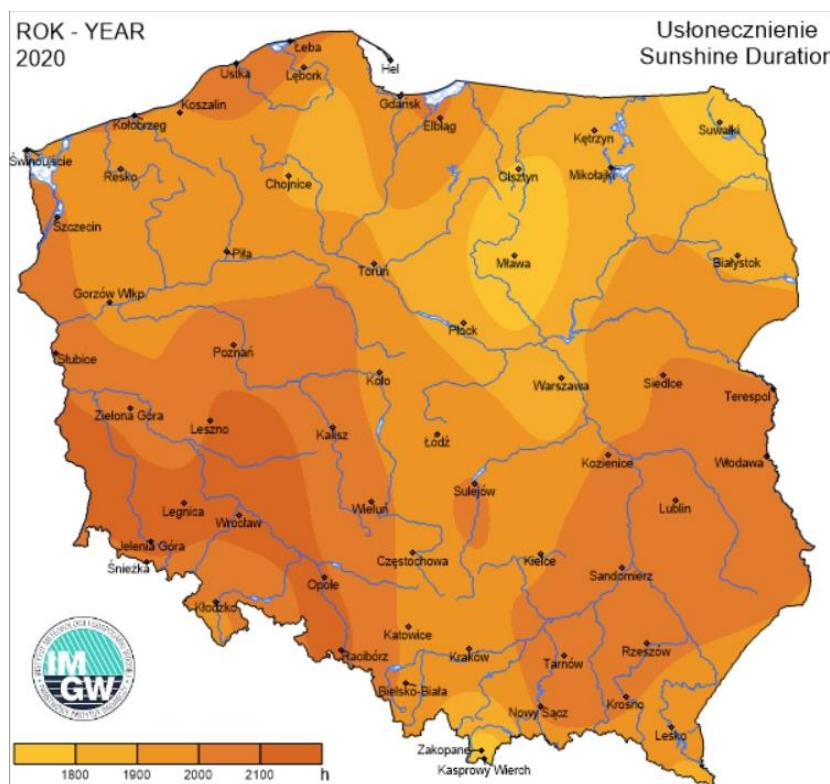 ROK - YEAR
2020
Usłonecznienie
Sunshine Duration
Łeba
Ustka
Lębork
Hel
Koszalin
Gdańsk
Kołobrzeg
Elbląg
Kętrzyn
Suwałki
Świnoujście
Resko
Chojnice
Olsztyn
Mikołajki
Szczecin
Piła
Toruń
Mława
Białystok
Gorzów Wlkp.
Płock
Słubice
Poznań
Koło
Warszawa
Siedlce
Terespol
Zielona Góra
Leszno
Kalisz
Łódź
Kozienice
Włodawa
Legnica
Wrocław
Wieluń
Sulejów
Lublin
Jelenia Góra
Śnieżka
Opole
Częstochowa
Kielce
Sandomierz
Kłodzko
Katowice
Racibórz
Kraków
Tarnów
Rzeszów
Bielsko-Biała
Nowy Sącz
Krosno
Lesko
Zakopane
Kasprowy Wierch
IM
GW
1800 1900 2000 2100 h